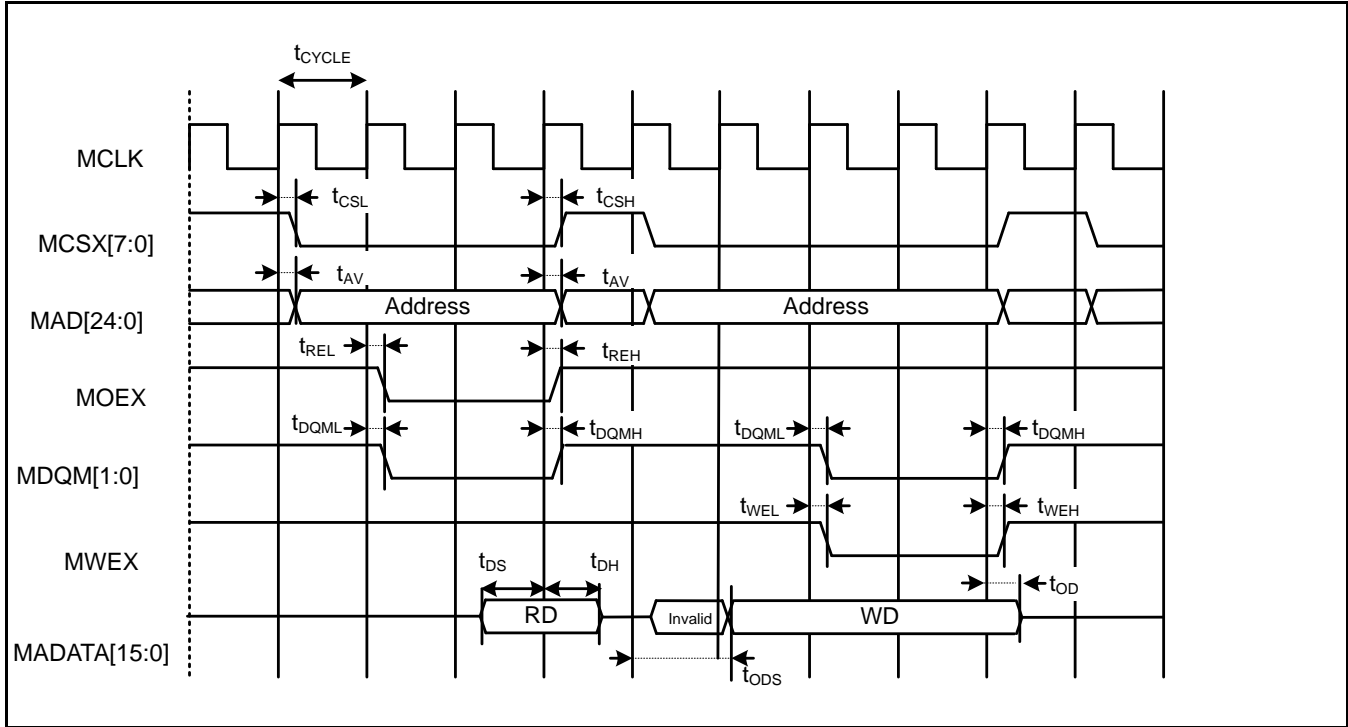 tCYCLE
MCLK
tCSL
tCSH
MCSX[7:0]
tAV
tAV
Address
Address
MAD[24:0]
tREL
tREH
MOEX
tDQML
tDQMH
tDQML
tDQMH
MDQM[1:0]
tWEL
tWEH
MWEX
tDS
tDH
tOD
RD
Invalid
WD
MADATA[15:0]
tODS